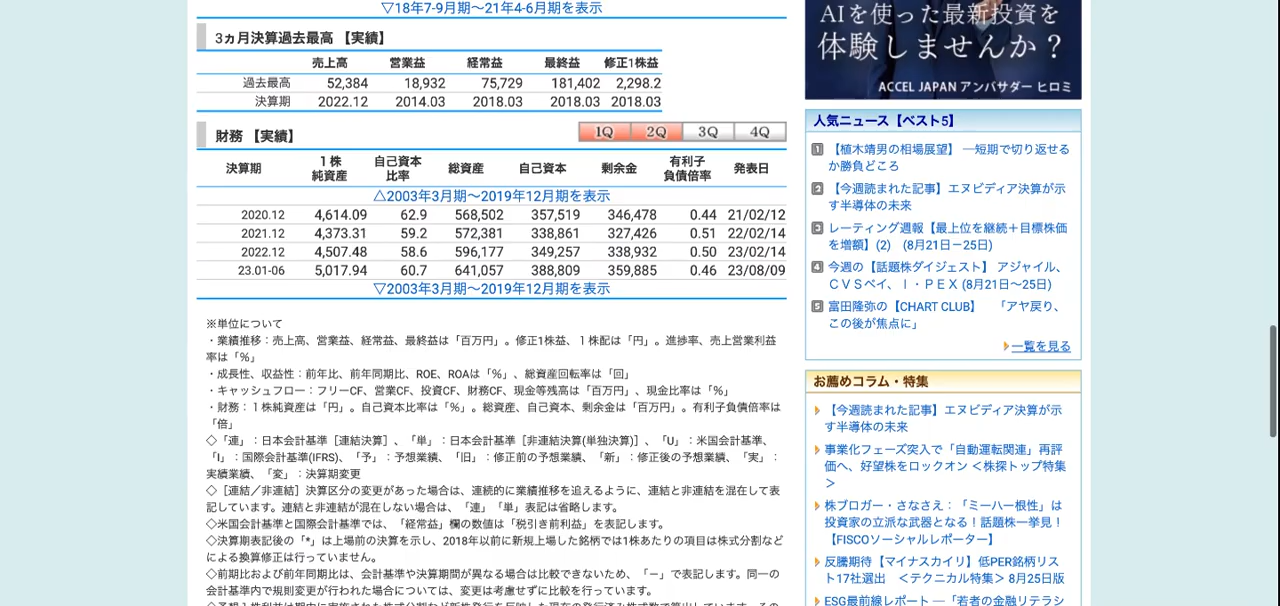 ▽18年7-9月期～21年4-6月期を表示
3ヵ月決算過去最高 【実績】
売上高 営業益 経常益 最終益 修正1株益
過去最高 52,384 18,932 75,729 181,402 2,298.2
決算期 2022.12 2014.03 2018.03 2018.03 2018.03
財務 【実績】
1Q 2Q 3Q 4Q
決算期 1株純資産 自己資本比率 総資産 自己資本 剰余金 有利子負債倍率 発表日
△2003年3月期～2019年12月期を表示
2020.12 4,614.09 62.9 568,502 357,519 346,478 0.44 21/02/12
2021.12 4,373.31 59.2 572,381 338,861 327,426 0.51 22/02/14
2022.12 4,507.48 58.6 596,177 349,257 338,932 0.50 23/02/14
23.01-06 5,017.94 60.7 641,057 388,809 359,885 0.46 23/08/09
▽2003年3月期～2019年12月期を表示
※単位について
・業績推移：売上高、営業益、経常益、最終益は「百万円」。修正1株益、1株配は「円」。進捗率、売上営業利益
率は「％」
・成長性、収益性：前年比、前年同期比、ROE、ROAは「％」、総資産回転率は「回」
・キャッシュフロー：フリーCF、営業CF、投資CF、財務CF、現金等残高は「百万円」、現金比率は「％」
・財務：1株純資産は「円」。自己資本比率は「％」。総資産、自己資本、剰余金は「百万円」。有利子負債倍率は
「倍」
◇「連」：日本会計基準［連結決算］、「単」：日本会計基準［非連結決算(単独決算)］、「U」：米国会計基準、
「I」：国際会計基準(IFRS)、「予」：予想業績、「旧」：修正前の予想業績、「新」：修正後の予想業績、「実」：
実績業績、「変」：決算期変更
◇［連結／非連結］決算区分の変更があった場合は、連続的に業績推移を追えるように、連結と非連結を混在して表
記しています。連結と非連結が混在しない場合は、「連」「単」表記は省略します。
◇米国会計基準と国際会計基準では、「経常益」欄の数値は「税引き前利益」を表記します。
◇決算期表記後の「*」は上場前の決算を示し、2018年以前に新規上場した銘柄では1株あたりの項目は株式分割など
による換算修正は行っていません。
◇前期比および前年同期比は、会計基準や決算期間が異なる場合は比較できないため、「－」で表記します。同一の
会計基準内で規則変更が行われた場合については、変更は考慮せずに比較を行っています。
AIを使った最新投資を
体験しませんか？
ACCEL JAPAN アンバサダー ヒロミ
人気ニュース【ベスト5】
1 【植木靖男の相場展望】 ―短期で切り返せる
か勝負どころ
2 【今週読まれた記事】エヌビディア決算が示
す半導体の未来
3 レーティング週報【最上位を継続＋目標株価
を増額】(2) (8月21日－25日)
4 今週の【話題株ダイジェスト】 アジャイル、
ＣＶＳベイ、Ｉ・ＰＥＸ (8月21日～25日)
5 富田隆弥の【CHART CLUB】 「アヤ戻り、
この後が焦点に」
一覧を見る
お薦めコラム・特集
【今週読まれた記事】エヌビディア決算が示
す半導体の未来
事業化フェーズ突入で「自動運転関連」再評
価へ、好望株をロックオン ＜株探トップ特集
＞
株ブロガー・さなさえ：「ミーハー根性」は
投資家の立派な武器となる！話題株一挙見！
【FISCOソーシャルレポーター】
反騰期待【マイナスカイリ】低PER銘柄リス
ト17社選出 ＜テクニカル特集＞ 8月25日版
ESG最前線レポート ―「若者の金融リテラシ